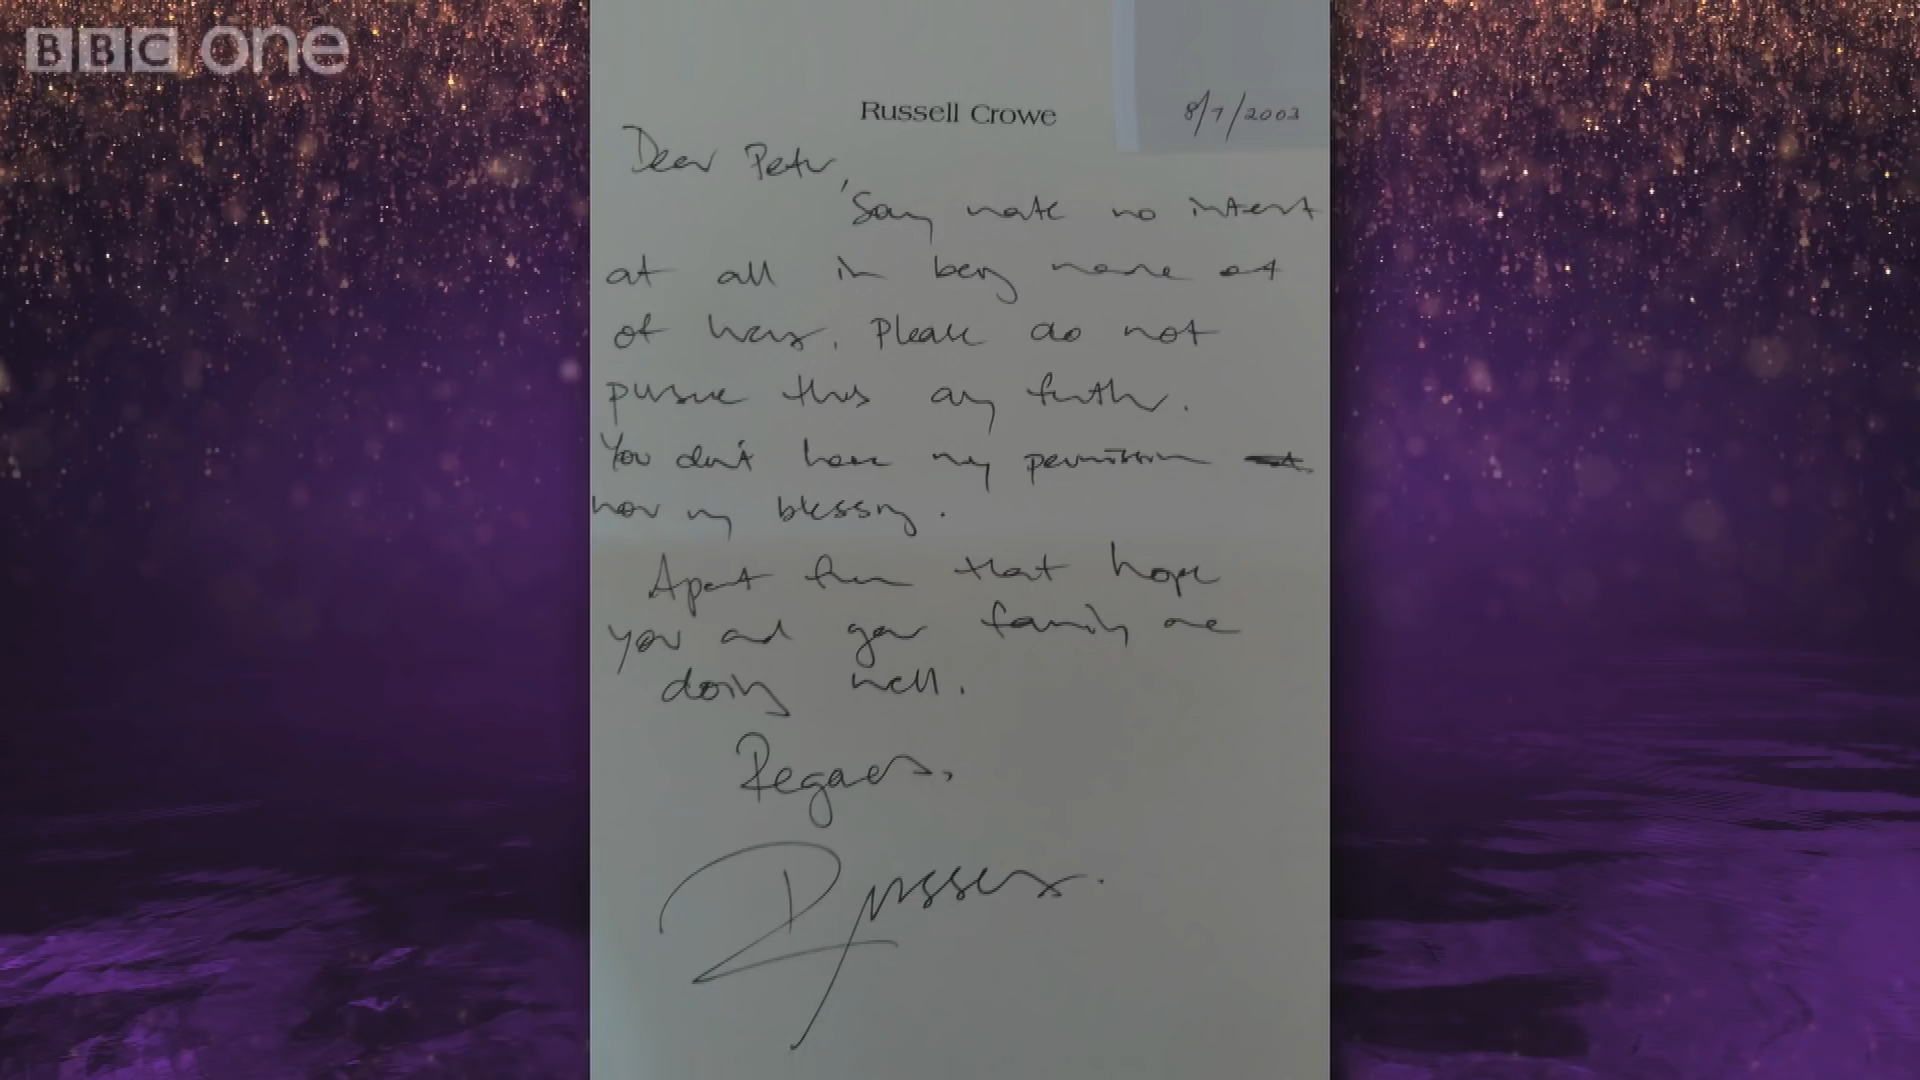 BBC one
Russell Crowe
8/7/2003
Dear Peter,
Sorry mate no interest
at all in being name
of
. Please do not
pursue this any further.
You don't have my permission
nor my blessing.
Apart from that hope
you and your family are
doing well.
Regards,
Russell.